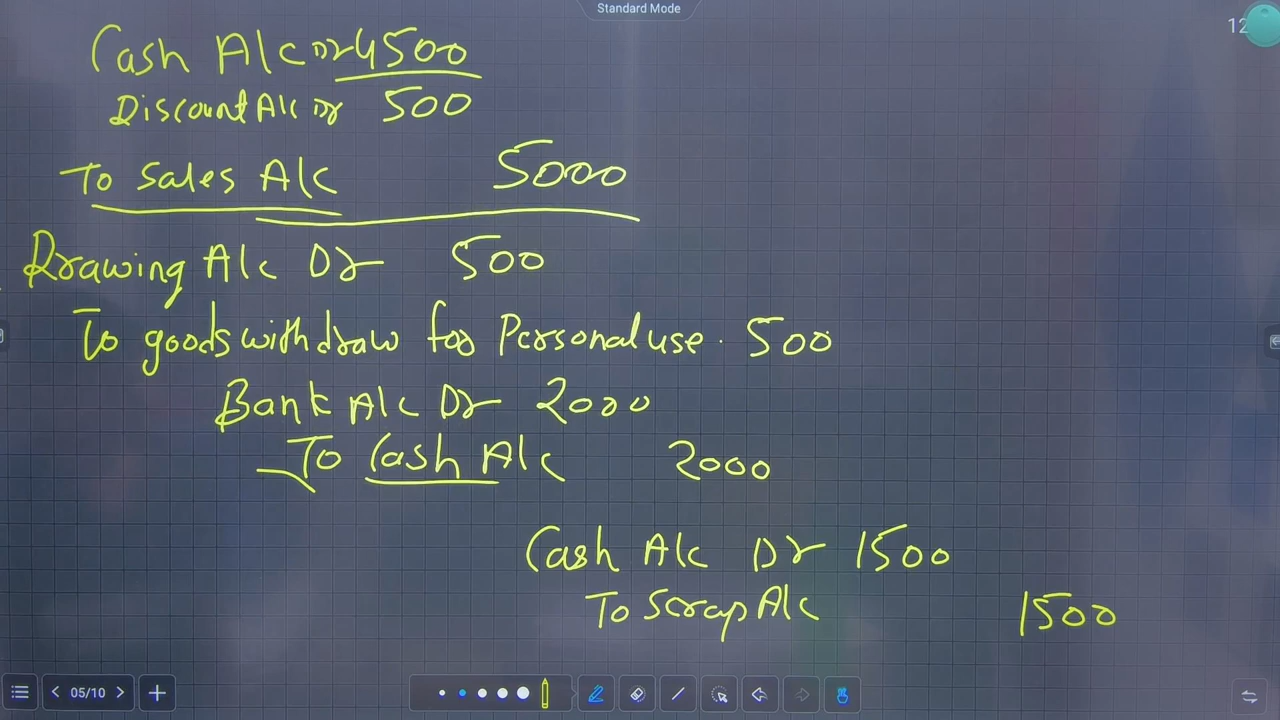 Standard Mode
12
Cash A/c Dr 4500
Discount A/c Dr 500
To Sales A/c 5000
Drawing A/c Dr 500
To goods withdraw for Personal use. 500
Bank A/c Dr 2000
To Cash A/c 2000
Cash A/c Dr 1500
To Scrap A/c 1500
05/10